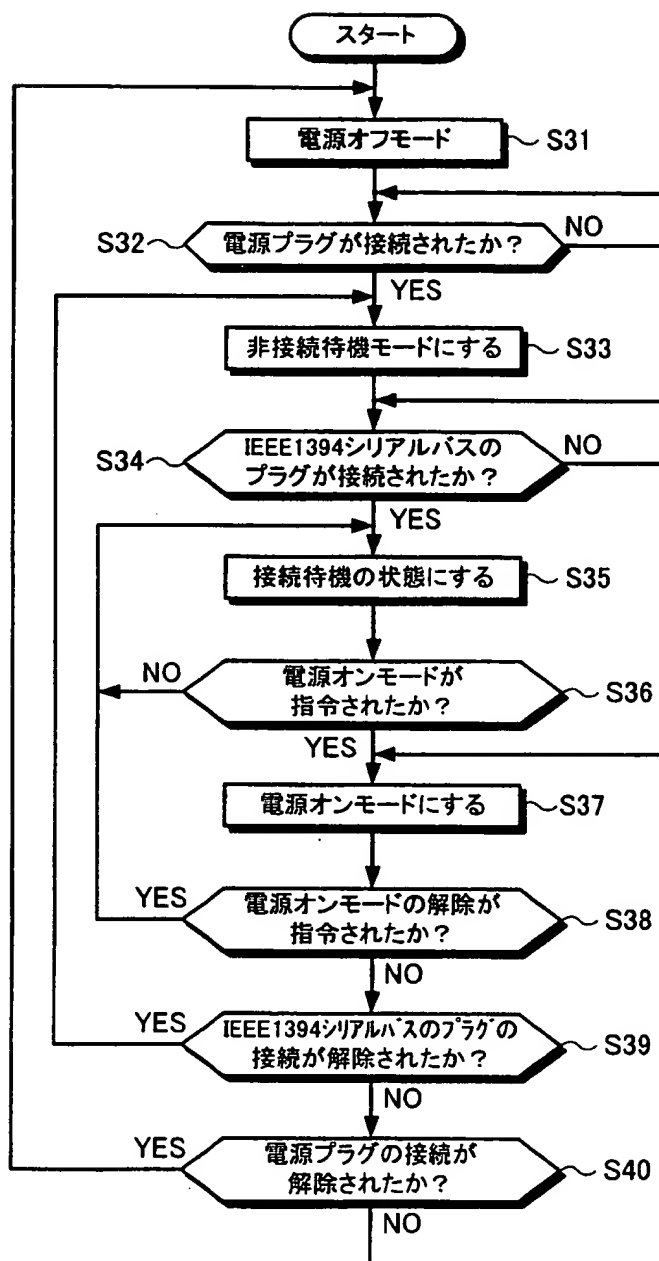 スタート
電源オフモード
S31
S32
電源プラグが接続されたか？
NO
YES
非接続待機モードにする
S33
S34
IEEE1394シリアルバスの
プラグが接続されたか？
NO
YES
接続待機の状態にする
S35
NO
電源オンモードが
指令されたか？
S36
YES
電源オンモードにする
S37
YES
電源オンモードの解除が
指令されたか？
S38
NO
YES
IEEE1394シリアルバスのプラグの
接続が解除されたか？
S39
NO
YES
電源プラグの接続が
解除されたか？
S40
NO